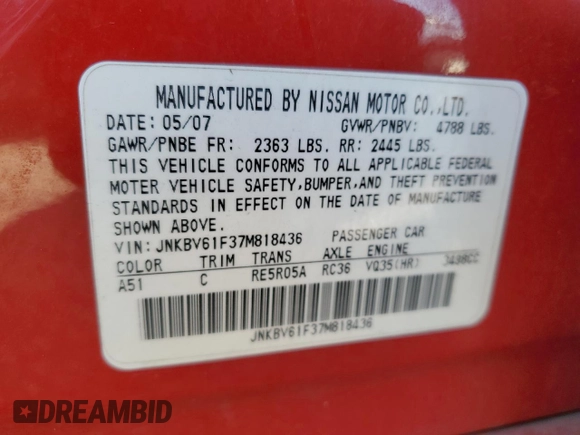 MANUFACTURED BY NISSAN MOTOR CO.,LTD.
DATE: 05/07 GVWR/PNBV: 4788 LBS.
GAWR/PNBE FR: 2363 LBS. RR: 2445 LBS.
THIS VEHICLE CONFORMS TO ALL APPLICABLE FEDERAL
MOTOR VEHICLE SAFETY,BUMPER,AND THEFT PREVENTION
STANDARDS IN EFFECT ON THE DATE OF MANUFACTURE
SHOWN ABOVE.
VIN: JNKBV61F37M818436 PASSENGER CAR
COLOR TRIM TRANS AXLE ENGINE
A51 C RE5R05A RC36 VQ35(HR) 3498CC
JNKBV61F37M818436
DREAMBID